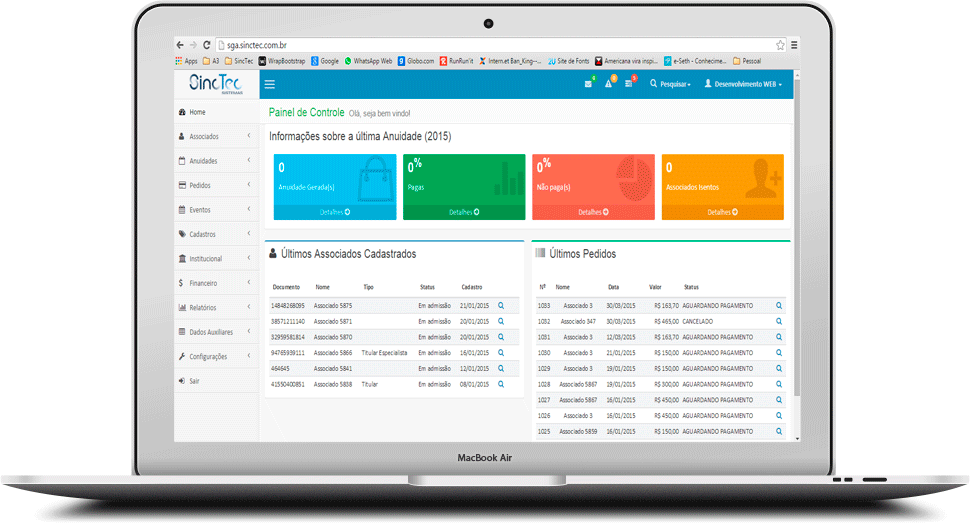 sga.sinctec.com.br
Apps A3 SincTec WrapBootstrap Google WhatsApp Web Globo.com RunRun'it Intern.et Ban_King--... Site de Fonts Americana vira inspi... e-Seth - Conhecime... Pessoal
SincTec
SISTEMAS
Pesquisar Desenvolvimento WEB
Home
Associados
Anuidades
Pedidos
Eventos
Cadastros
Institucional
Financeiro
Relatórios
Dados Auxiliares
Configurações
Sair
Painel de Controle Olá, seja bem vindo!
Informações sobre a última Anuidade (2015)
0
Anuidade Gerada(s)
Detalhes
0%
Pagas
Detalhes
0%
Não paga(s)
Detalhes
0
Associados Isentos
Detalhes
Últimos Associados Cadastrados
Documento Nome Tipo Status Cadastro
14848268095 Associado 5875 Em admissão 21/01/2015
38571211140 Associado 5871 Em admissão 20/01/2015
32959581814 Associado 5870 Em admissão 20/01/2015
94765939111 Associado 5866 Titular Especialista Em admissão 16/01/2015
464645 Associado 5841 Em admissão 12/01/2015
41550400851 Associado 5838 Titular Em admissão 08/01/2015
Últimos Pedidos
Nº Nome Data Valor Status
1033 Associado 3 30/03/2015 R$ 163,70 AGUARDANDO PAGAMENTO
1032 Associado 347 30/03/2015 R$ 465,00 CANCELADO
1031 Associado 3 12/03/2015 R$ 163,70 AGUARDANDO PAGAMENTO
1030 Associado 3 21/01/2015 R$ 150,00 AGUARDANDO PAGAMENTO
1029 Associado 3 19/01/2015 R$ 150,00 AGUARDANDO PAGAMENTO
1028 Associado 5867 19/01/2015 R$ 300,00 AGUARDANDO PAGAMENTO
1027 Associado 5867 16/01/2015 R$ 450,00 AGUARDANDO PAGAMENTO
1026 Associado 3 16/01/2015 R$ 450,00 AGUARDANDO PAGAMENTO
1025 Associado 5859 16/01/2015 R$ 150,00 AGUARDANDO PAGAMENTO
MacBook Air